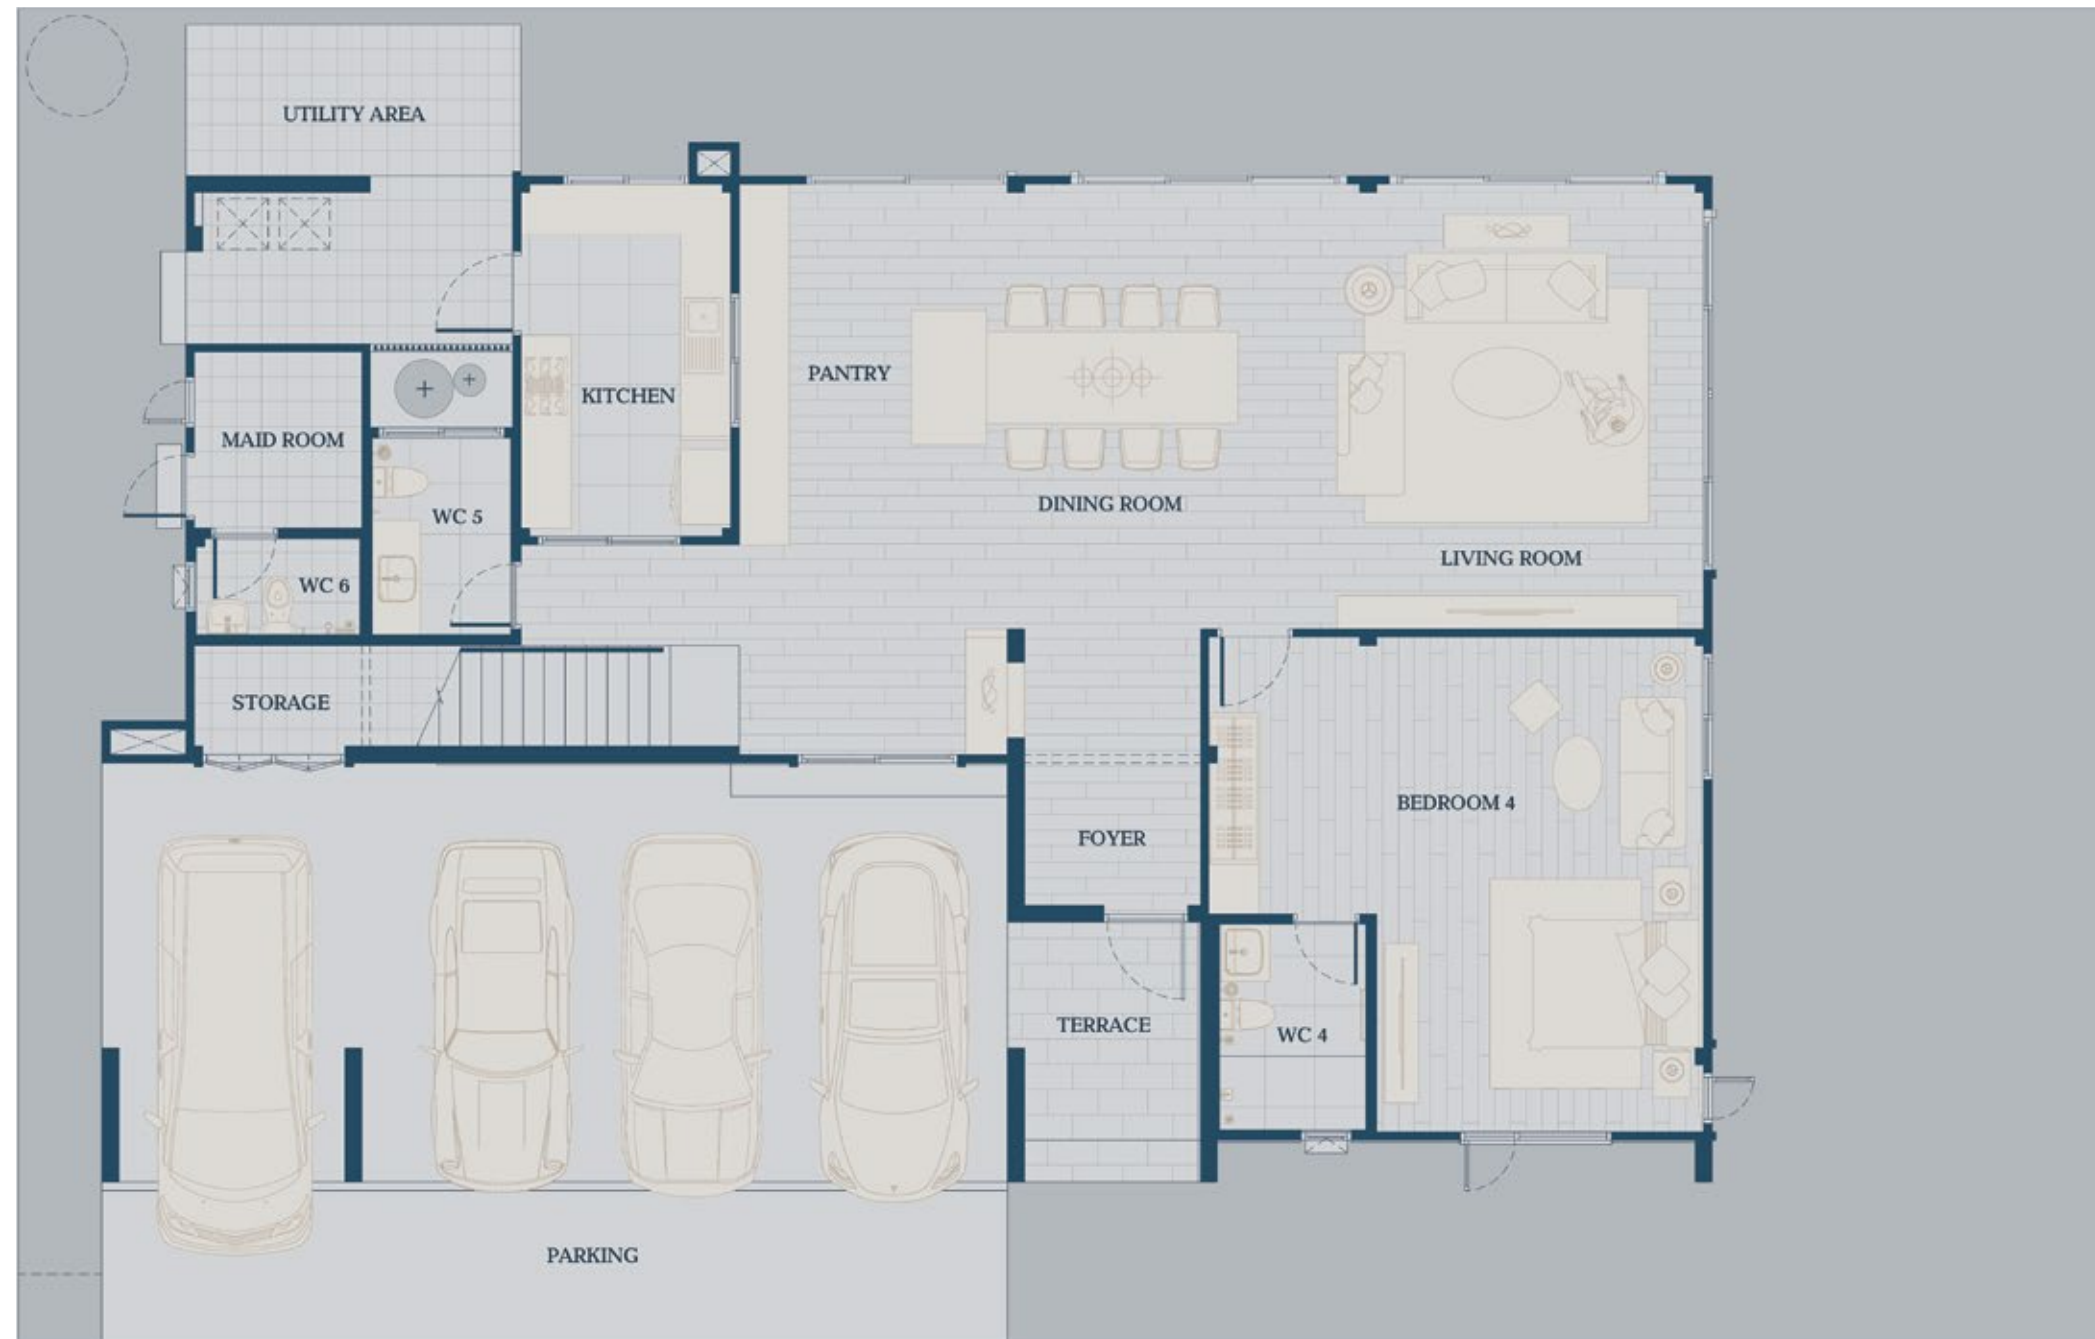 UTILITY AREA
KITCHEN
PANTRY
MAID ROOM
DINING ROOM
WC 5
LIVING ROOM
WC 6
STORAGE
BEDROOM 4
FOYER
TERRACE
WC 4
PARKING